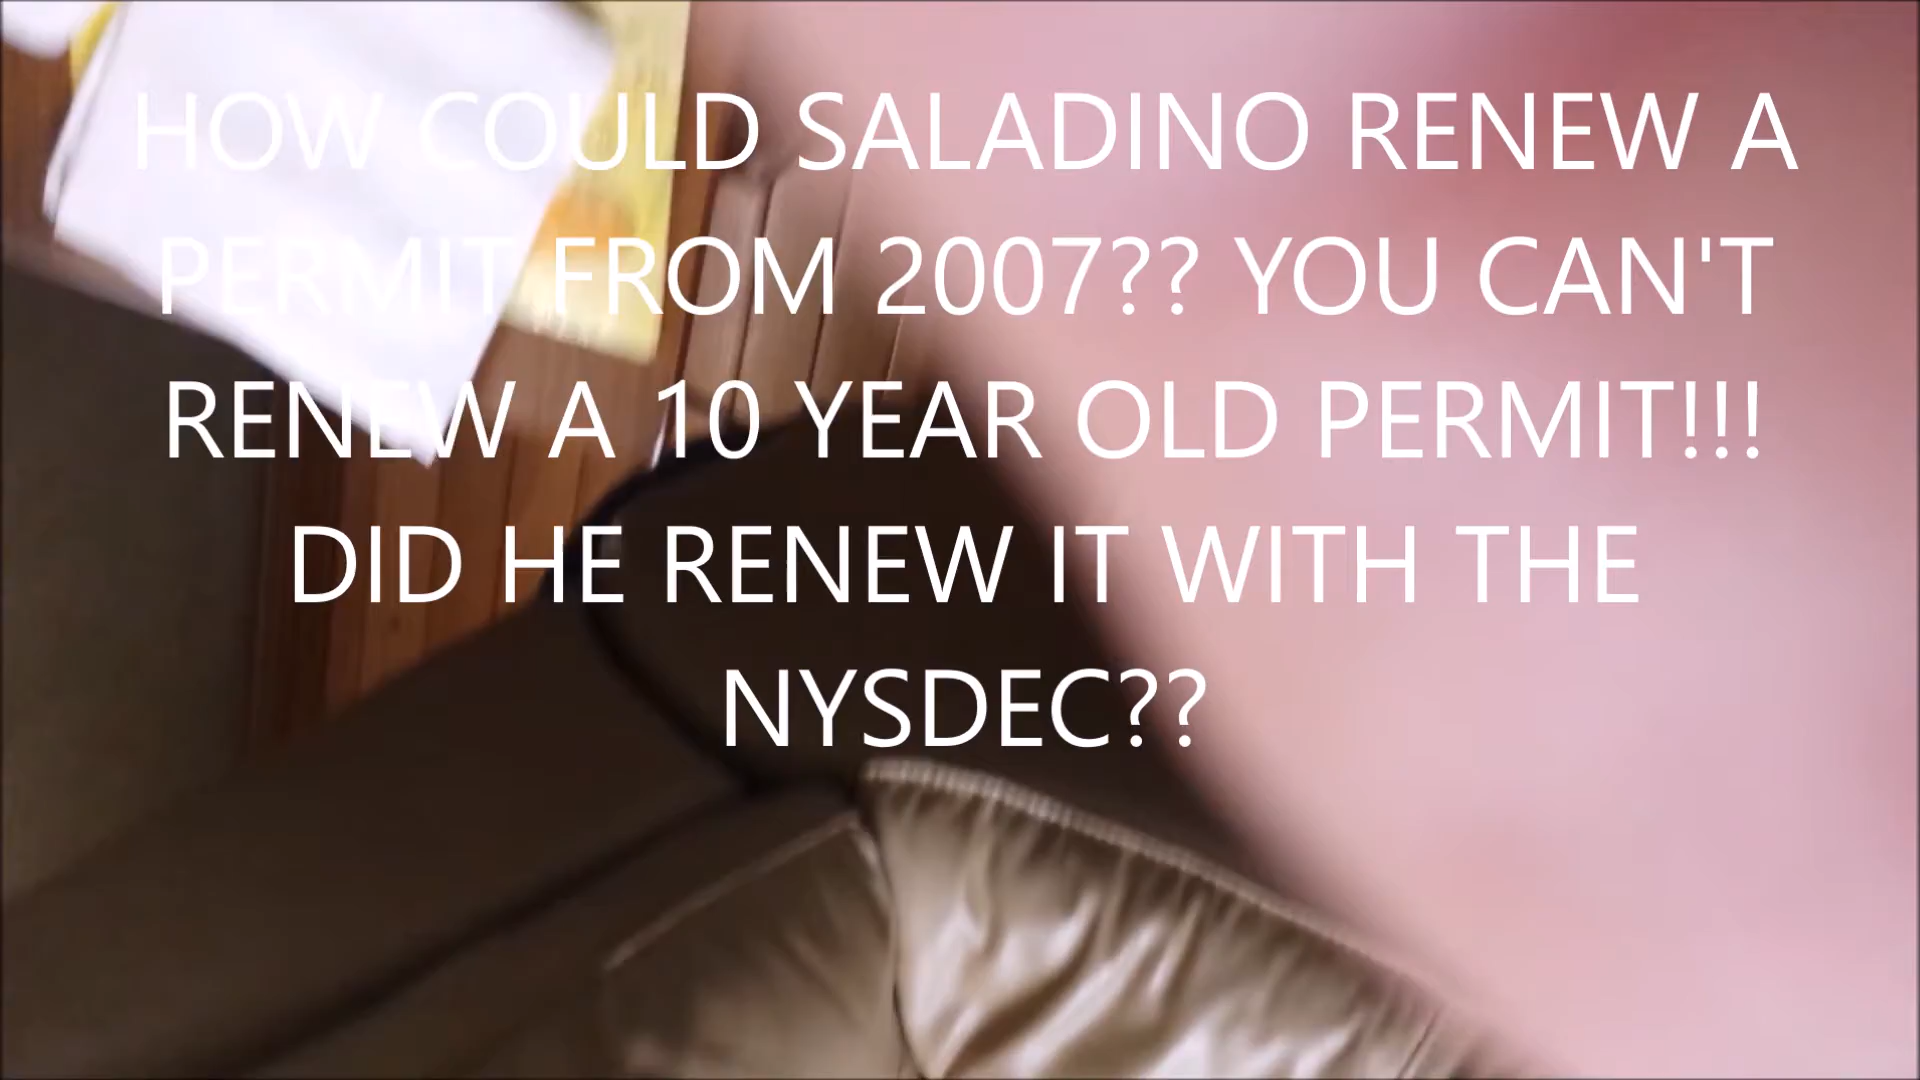 HOW COULD SALADINO RENEW A
PERMIT FROM 2007?? YOU CAN'T
RENEW A 10 YEAR OLD PERMIT!!!
DID HE RENEW IT WITH THE
NYSDEC??